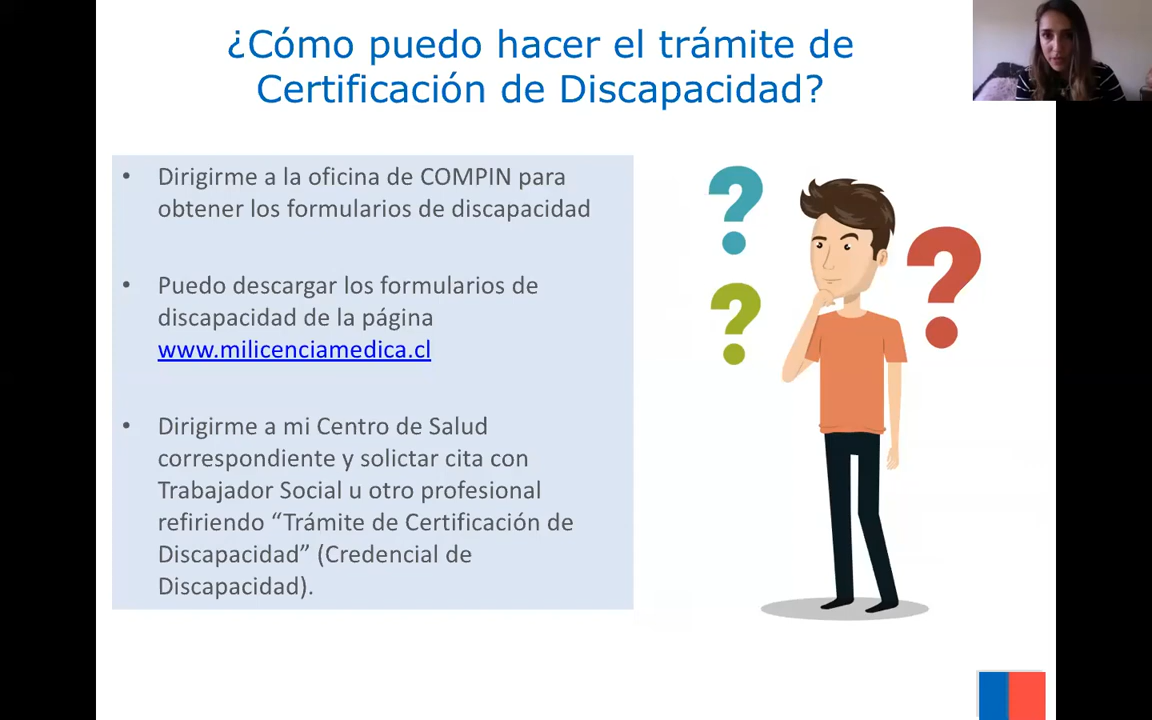 ¿Cómo puedo hacer el trámite de
Certificación de Discapacidad?
• Dirigirme a la oficina de COMPIN para
obtener los formularios de discapacidad
• Puedo descargar los formularios de
discapacidad de la página
www.milicenciamedica.cl
• Dirigirme a mi Centro de Salud
correspondiente y solictar cita con
Trabajador Social u otro profesional
refiriendo “Trámite de Certificación de
Discapacidad” (Credencial de
Discapacidad).
?
?
?